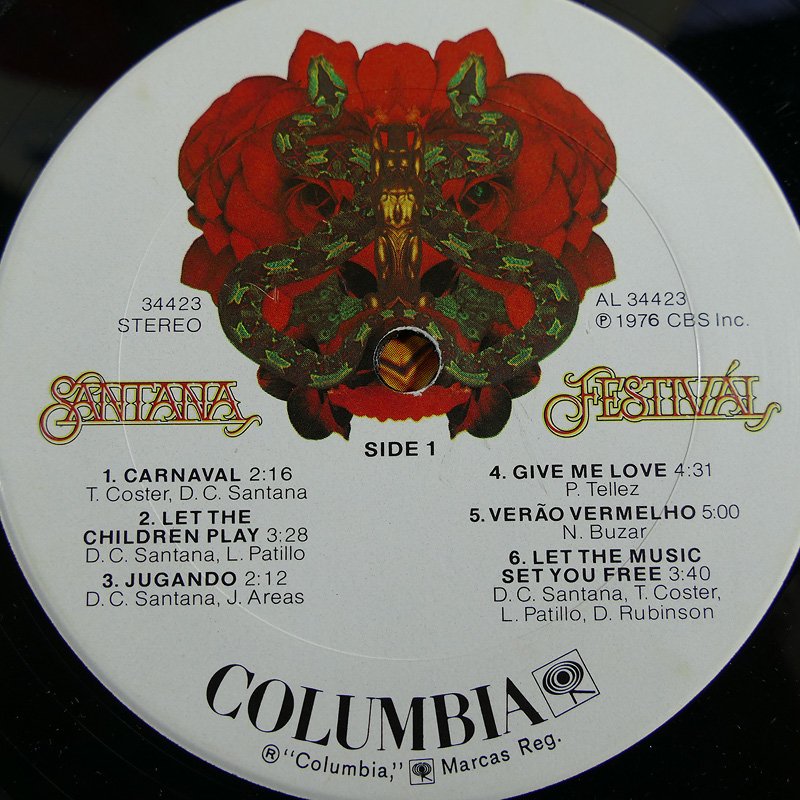 34423
STEREO
AL 34423
℗ 1976 CBS Inc.
SANTANA
FESTIVÁL
SIDE 1
1. CARNAVAL 2:16
T. Coster, D. C. Santana
2. LET THE
CHILDREN PLAY 3:28
D. C. Santana, L. Patillo
3. JUGANDO 2:12
D. C. Santana, J. Areas
4. GIVE ME LOVE 4:31
P. Tellez
5. VERÃO VERMELHO 5:00
N. Buzar
6. LET THE MUSIC
SET YOU FREE 3:40
D. C. Santana, T. Coster,
L. Patillo, D. Rubinson
COLUMBIA
® "Columbia," Marcas Reg.